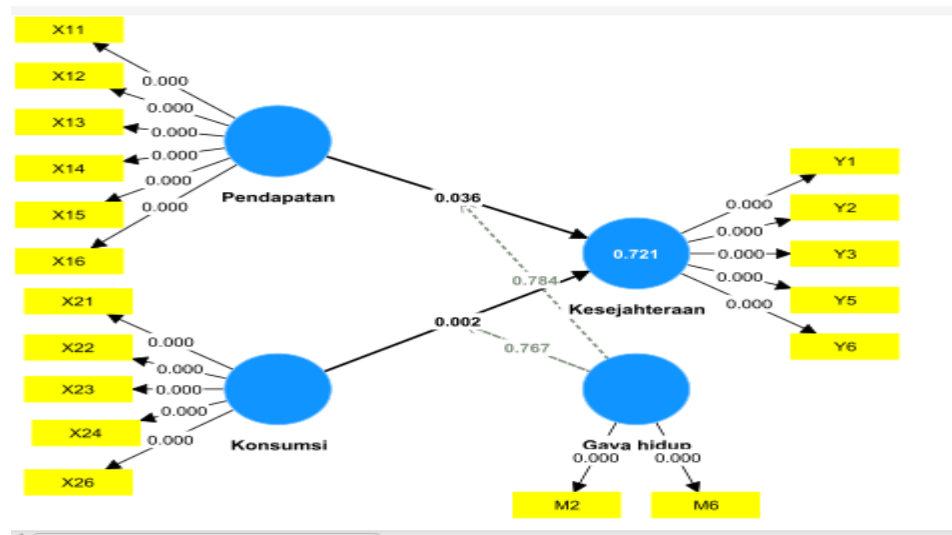 X11
X12
X13
X14
X15
X16
0.000
0.000
0.000
0.000
0.000
0.000
Pendapatan
0.036
X21
X22
X23
X24
X26
0.000
0.000
0.000
0.000
0.000
Konsumsi
0.002
0.784
0.767
0.721
Kesejahteraan
Y1
Y2
Y3
Y5
Y6
0.000
0.000
0.000
0.000
0.000
Gaya hidup
0.000
0.000
M2
M6